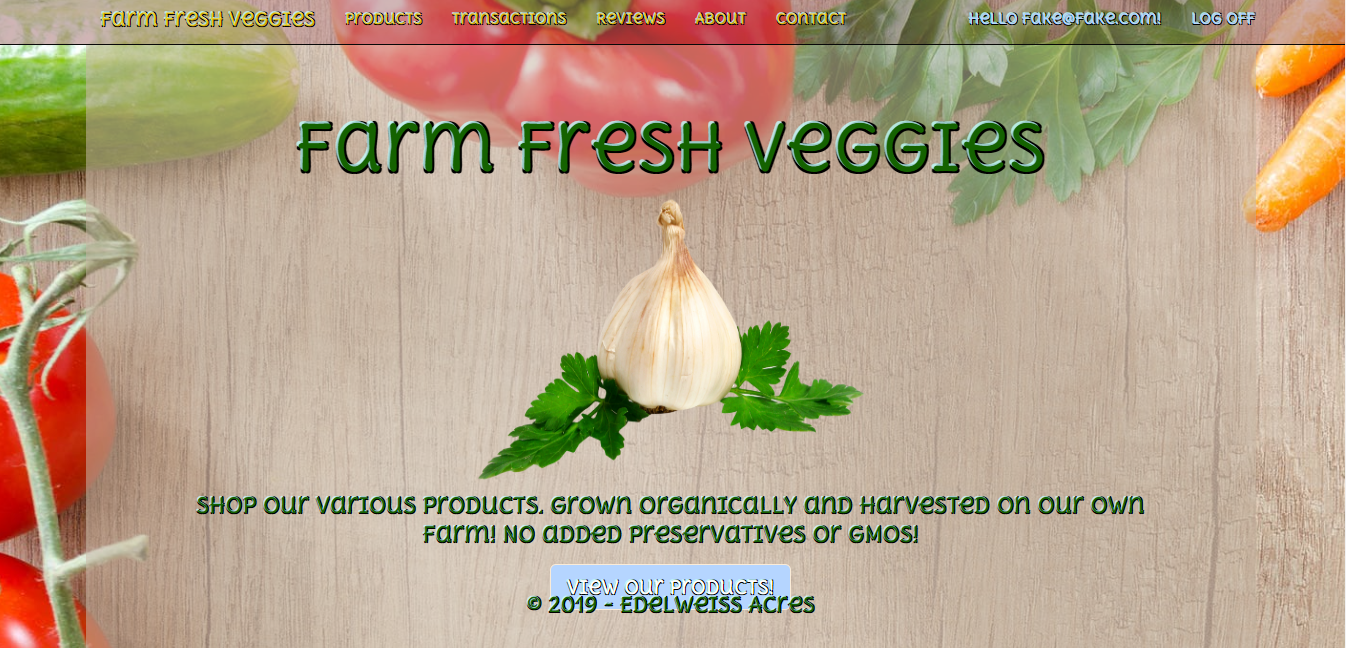 Farm Fresh Veggies Products Transactions Reviews About Contact Hello fake@fake.com! Log off
Farm Fresh Veggies
Shop our various products. Grown organically and harvested on our own
farm! No added preservatives or GMOs!
View our products!
© 2019 - Edelweiss Acres